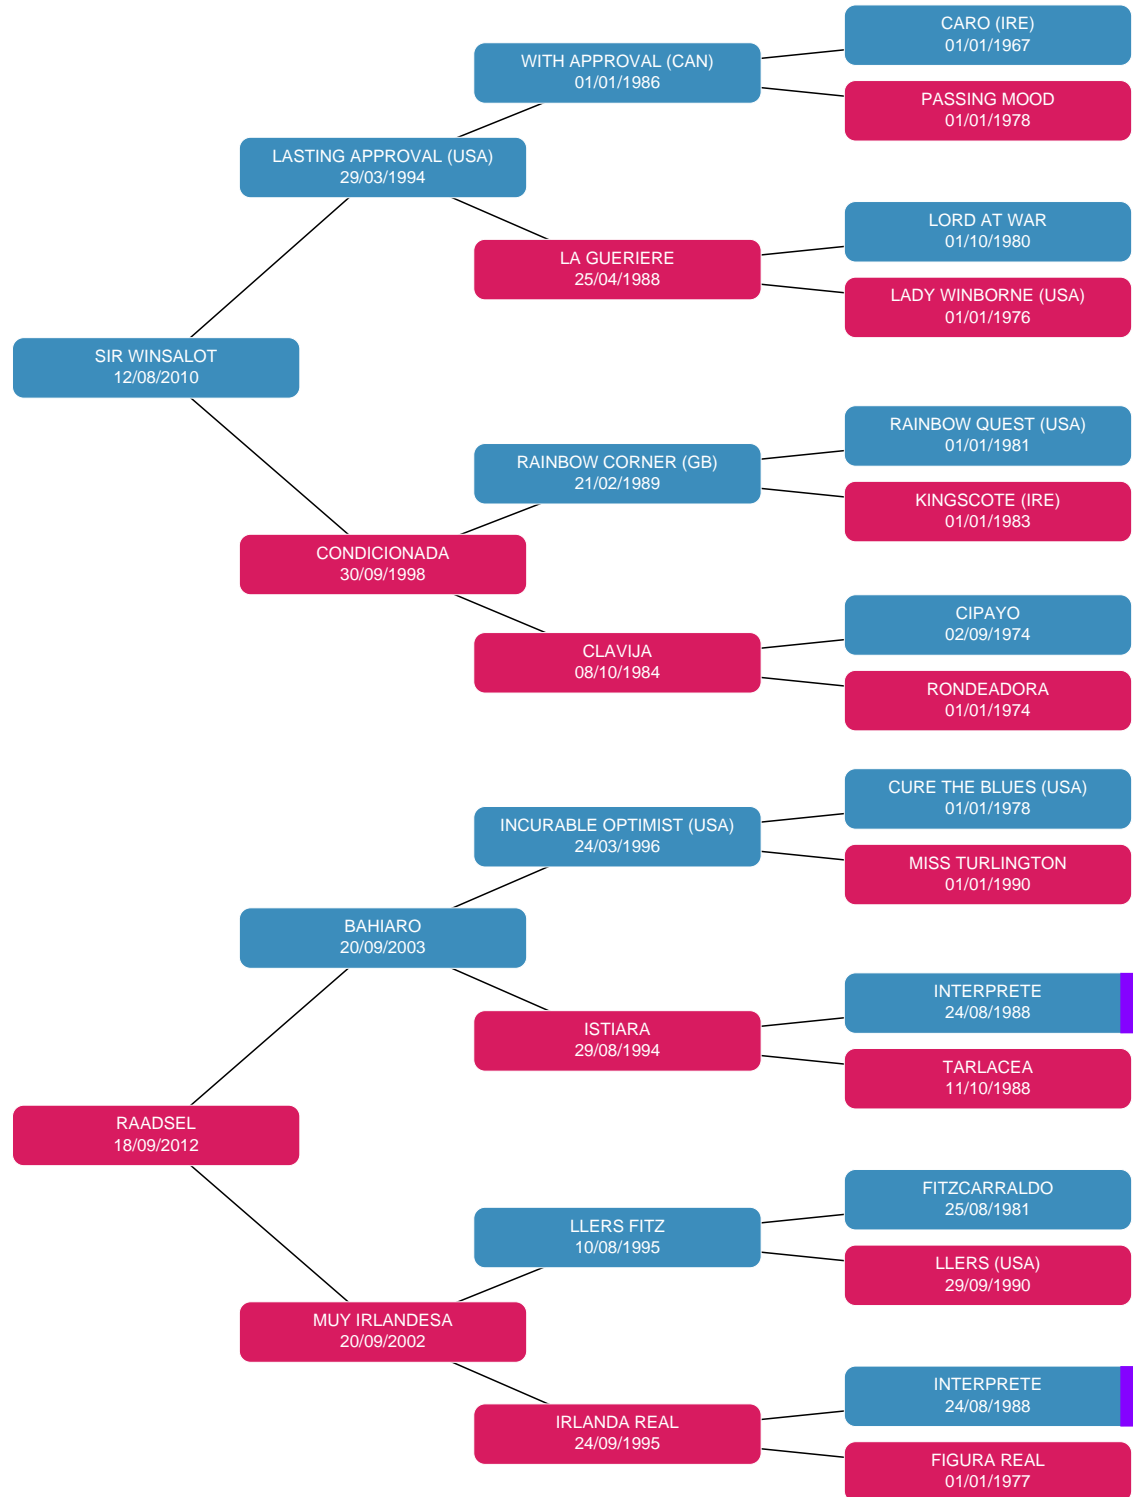 CARO (IRE)
01/01/1967
WITH APPROVAL (CAN)
01/01/1986
PASSING MOOD
01/01/1978
LASTING APPROVAL (USA)
29/03/1994
LORD AT WAR
01/10/1980
LA GUERIERE
25/04/1988
LADY WINBORNE (USA)
01/01/1976
SIR WINSALOT
12/08/2010
RAINBOW QUEST (USA)
01/01/1981
RAINBOW CORNER (GB)
21/02/1989
KINGSCOTE (IRE)
01/01/1983
CONDICIONADA
30/09/1998
CIPAYO
02/09/1974
CLAVIJA
08/10/1984
RONDEADORA
01/01/1974
CURE THE BLUES (USA)
01/01/1978
INCURABLE OPTIMIST (USA)
24/03/1996
MISS TURLINGTON
01/01/1990
BAHIARO
20/09/2003
INTERPRETE
24/08/1988
ISTIARA
29/08/1994
TARLACEA
11/10/1988
RAADSEL
18/09/2012
FITZCARRALDO
25/08/1981
LLERS FITZ
10/08/1995
LLERS (USA)
29/09/1990
MUY IRLANDESA
20/09/2002
INTERPRETE
24/08/1988
IRLANDA REAL
24/09/1995
FIGURA REAL
01/01/1977